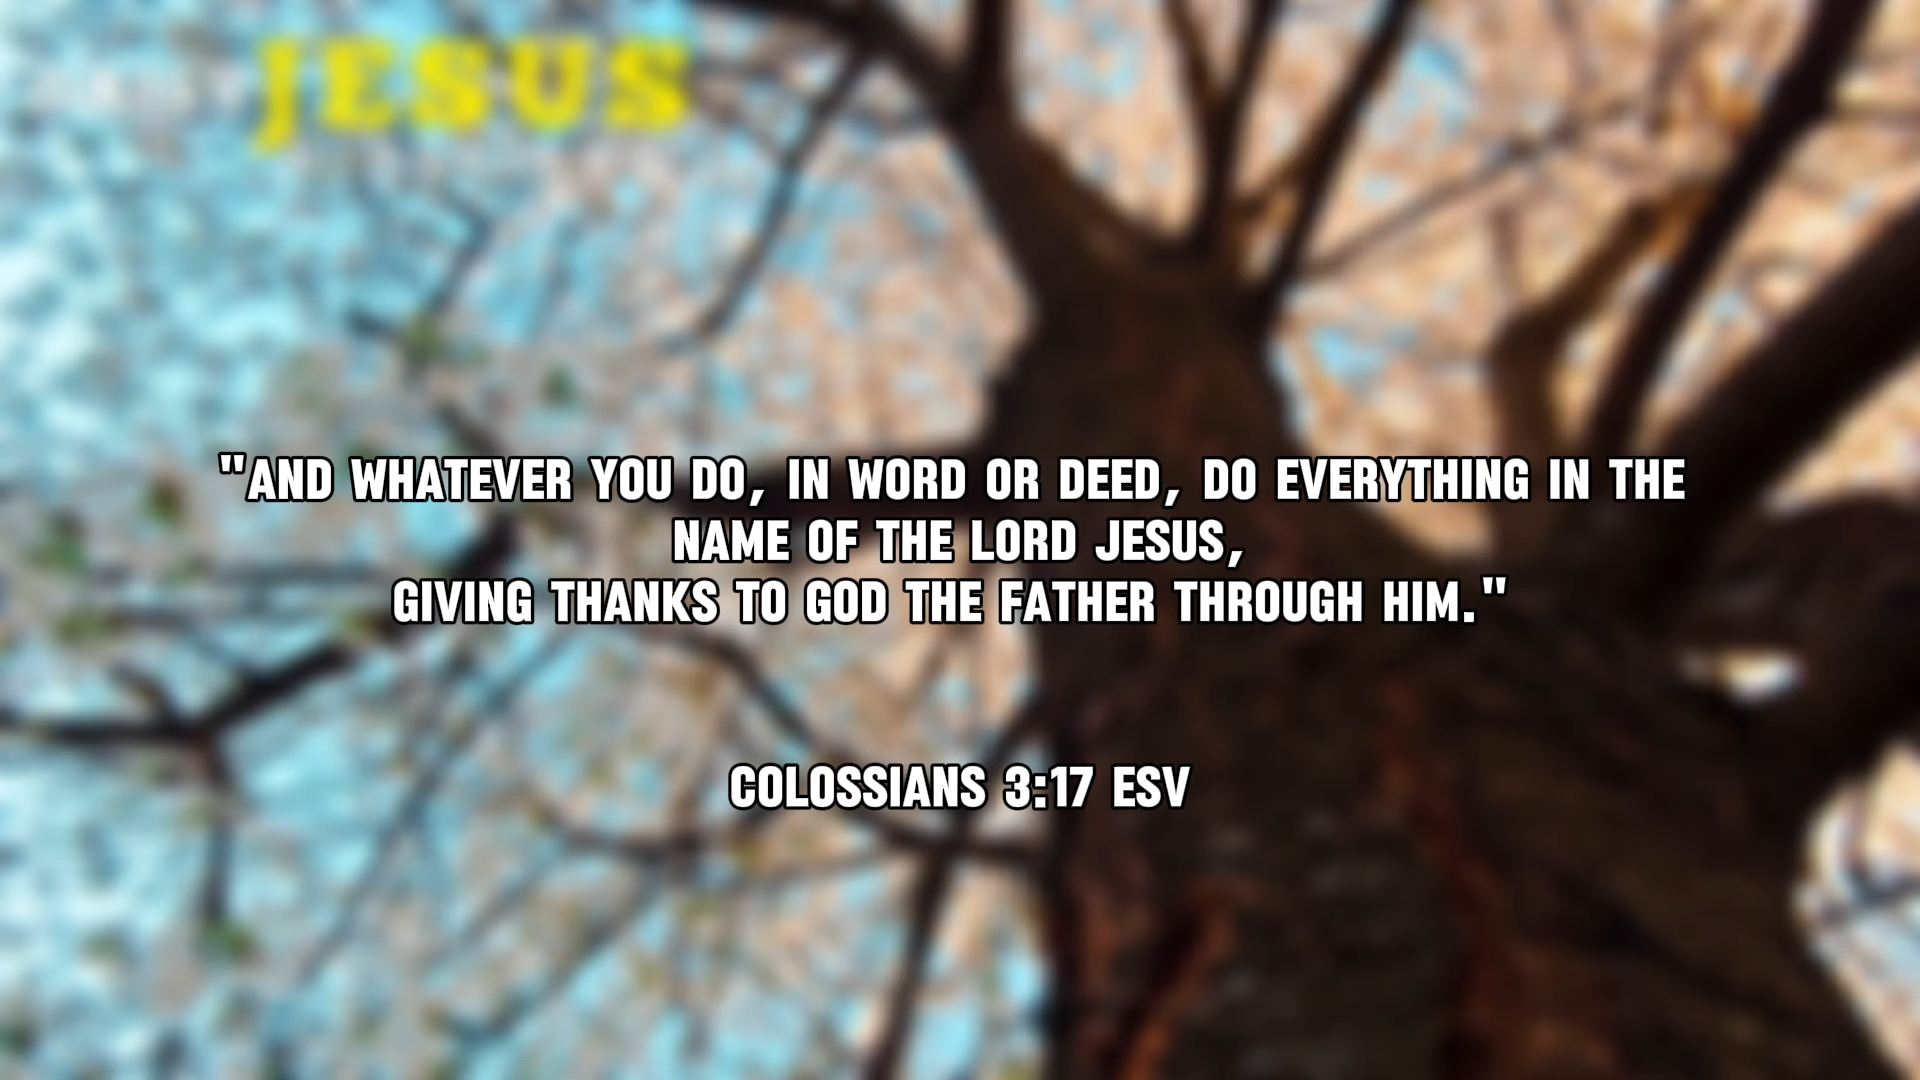 JESUS
"AND WHATEVER YOU DO, IN WORD OR DEED, DO EVERYTHING IN THE
NAME OF THE LORD JESUS,
GIVING THANKS TO GOD THE FATHER THROUGH HIM."
COLOSSIANS 3:17 ESV